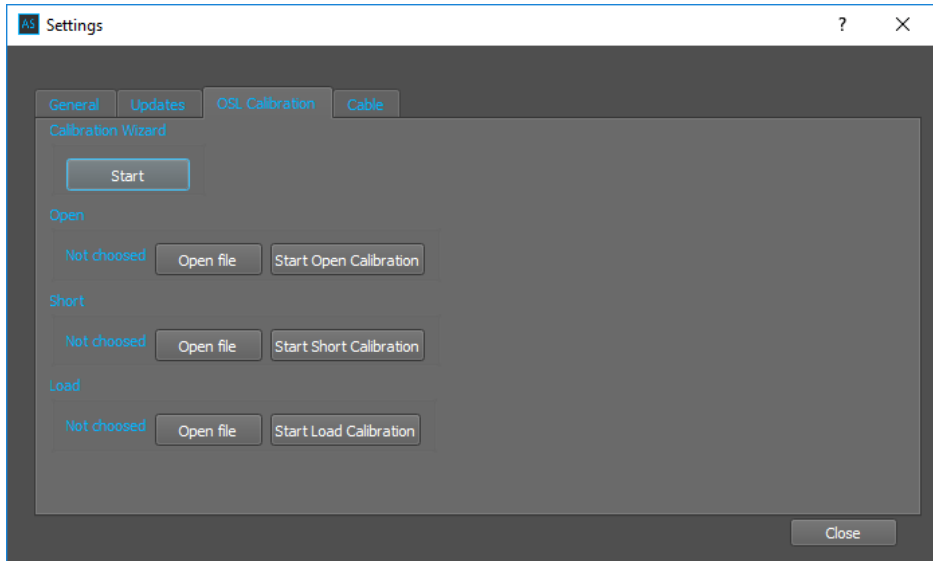 AS Settings ?
General Updates OSL Calibration Cable
Calibration Wizard
Start
Open
Not choosed Open file Start Open Calibration
Short
Not choosed Open file Start Short Calibration
Load
Not choosed Open file Start Load Calibration
Close